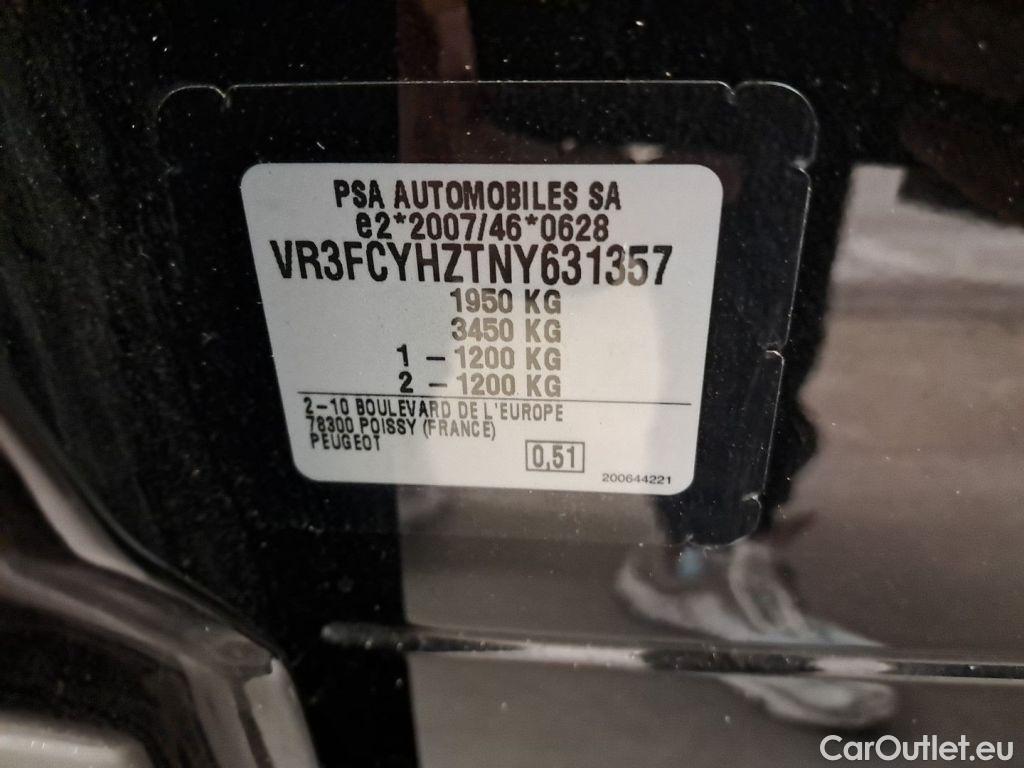 PSA AUTOMOBILES SA
e2*2007/46*0628
VR3FCYHZTNY631357
1950 KG
3450 KG
1 - 1200 KG
2 - 1200 KG
2-10 BOULEVARD DE L'EUROPE
78300 POISSY (FRANCE)
PEUGEOT
0,51
200644221
CarOutlet.eu